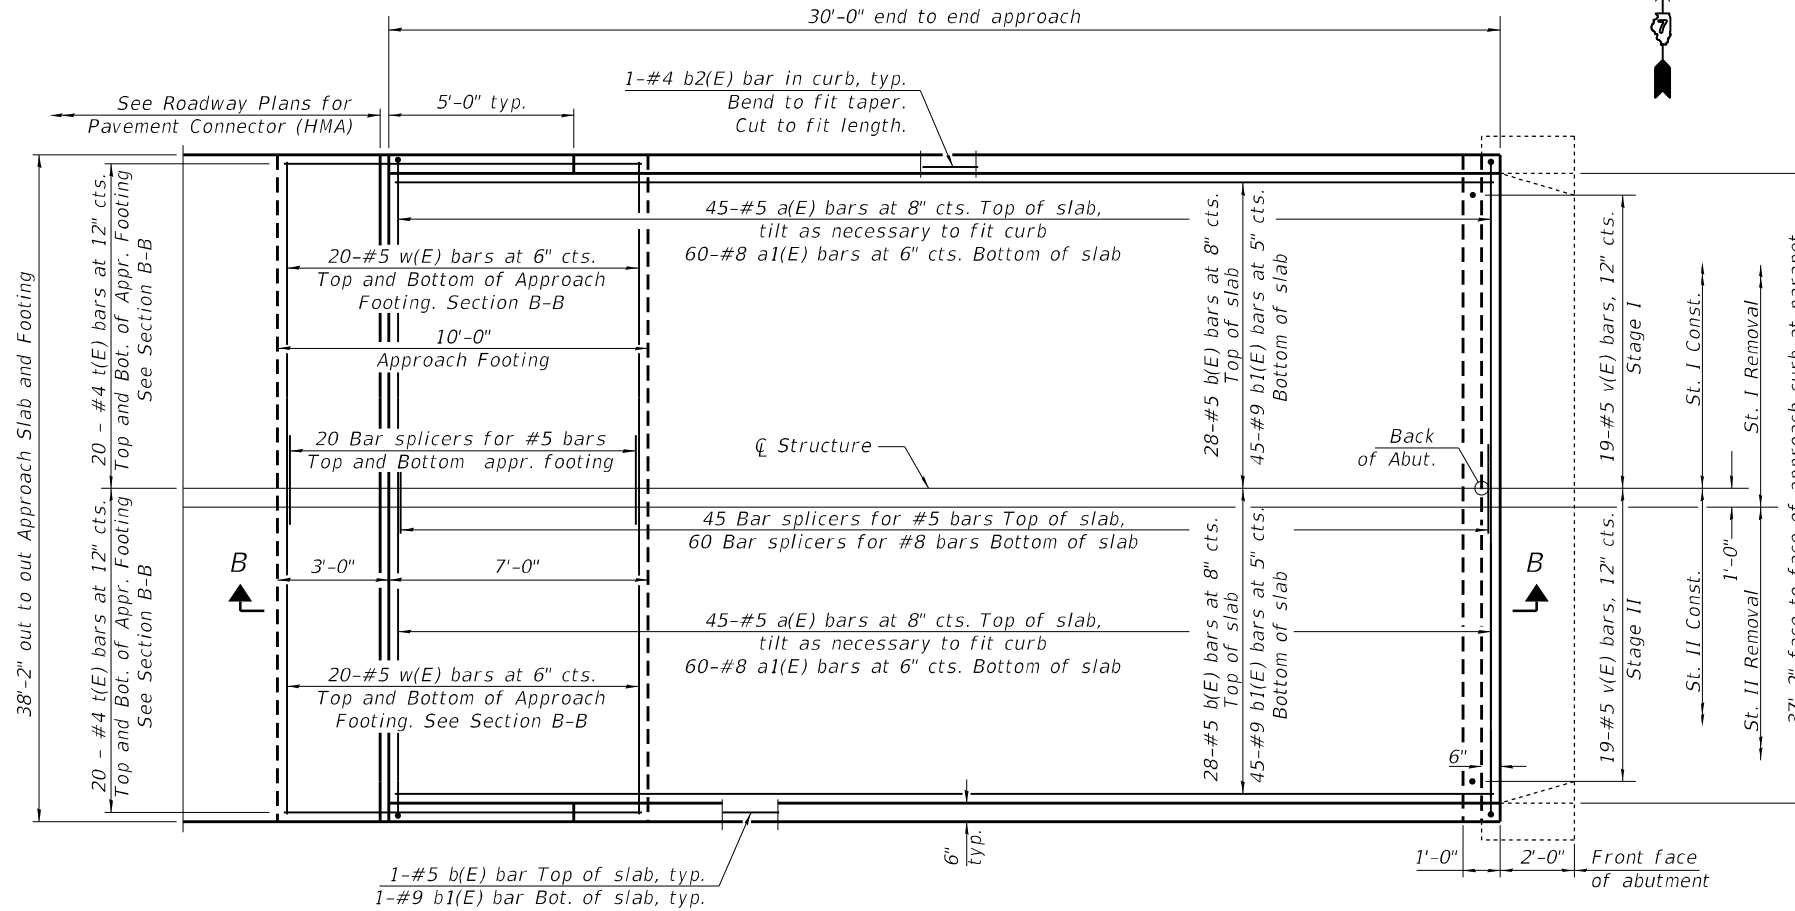 30'-0" end to end approach
7
1-#4 b2(E) bar in curb, typ.
Bend to fit taper.
Cut to fit length.
See Roadway Plans for
Pavement Connector (HMA)
5'-0" typ.
38'-2" out to out Approach Slab and Footing
20 - #4 t(E) bars at 12" cts.
Top and Bot. of Appr. Footing
See Section B-B
45-#5 a(E) bars at 8" cts. Top of slab,
tilt as necessary to fit curb
60-#8 a1(E) bars at 6" cts. Bottom of slab
20-#5 w(E) bars at 6" cts.
Top and Bottom of Approach
Footing. Section B-B
10'-0"
Approach Footing
28-#5 b(E) bars at 8" cts.
Top of slab
45-#9 b1(E) bars at 5" cts.
Bottom of slab
19-#5 v(E) bars, 12" cts.
Stage I
St. I Const.
St. I Removal
20 Bar splicers for #5 bars
Top and Bottom appr. footing
℄ Structure
Back
of Abut.
45 Bar splicers for #5 bars Top of slab,
60 Bar splicers for #8 bars Bottom of slab
20 - #4 t(E) bars at 12" cts.
Top and Bot. of Appr. Footing
See Section B-B
B
3'-0"
7'-0"
B
45-#5 a(E) bars at 8" cts. Top of slab,
tilt as necessary to fit curb
60-#8 a1(E) bars at 6" cts. Bottom of slab
20-#5 w(E) bars at 6" cts.
Top and Bottom of Approach
Footing. See Section B-B
28-#5 b(E) bars at 8" cts.
Top of slab
45-#9 b1(E) bars at 5" cts.
Bottom of slab
19-#5 v(E) bars, 12" cts.
Stage II
St. II Const.
1'-0"
St. II Removal
6"
6"
typ.
1'-0"
2'-0"
Front face
of abutment
1-#5 b(E) bar Top of slab, typ.
1-#9 b1(E) bar Bot. of slab, typ.